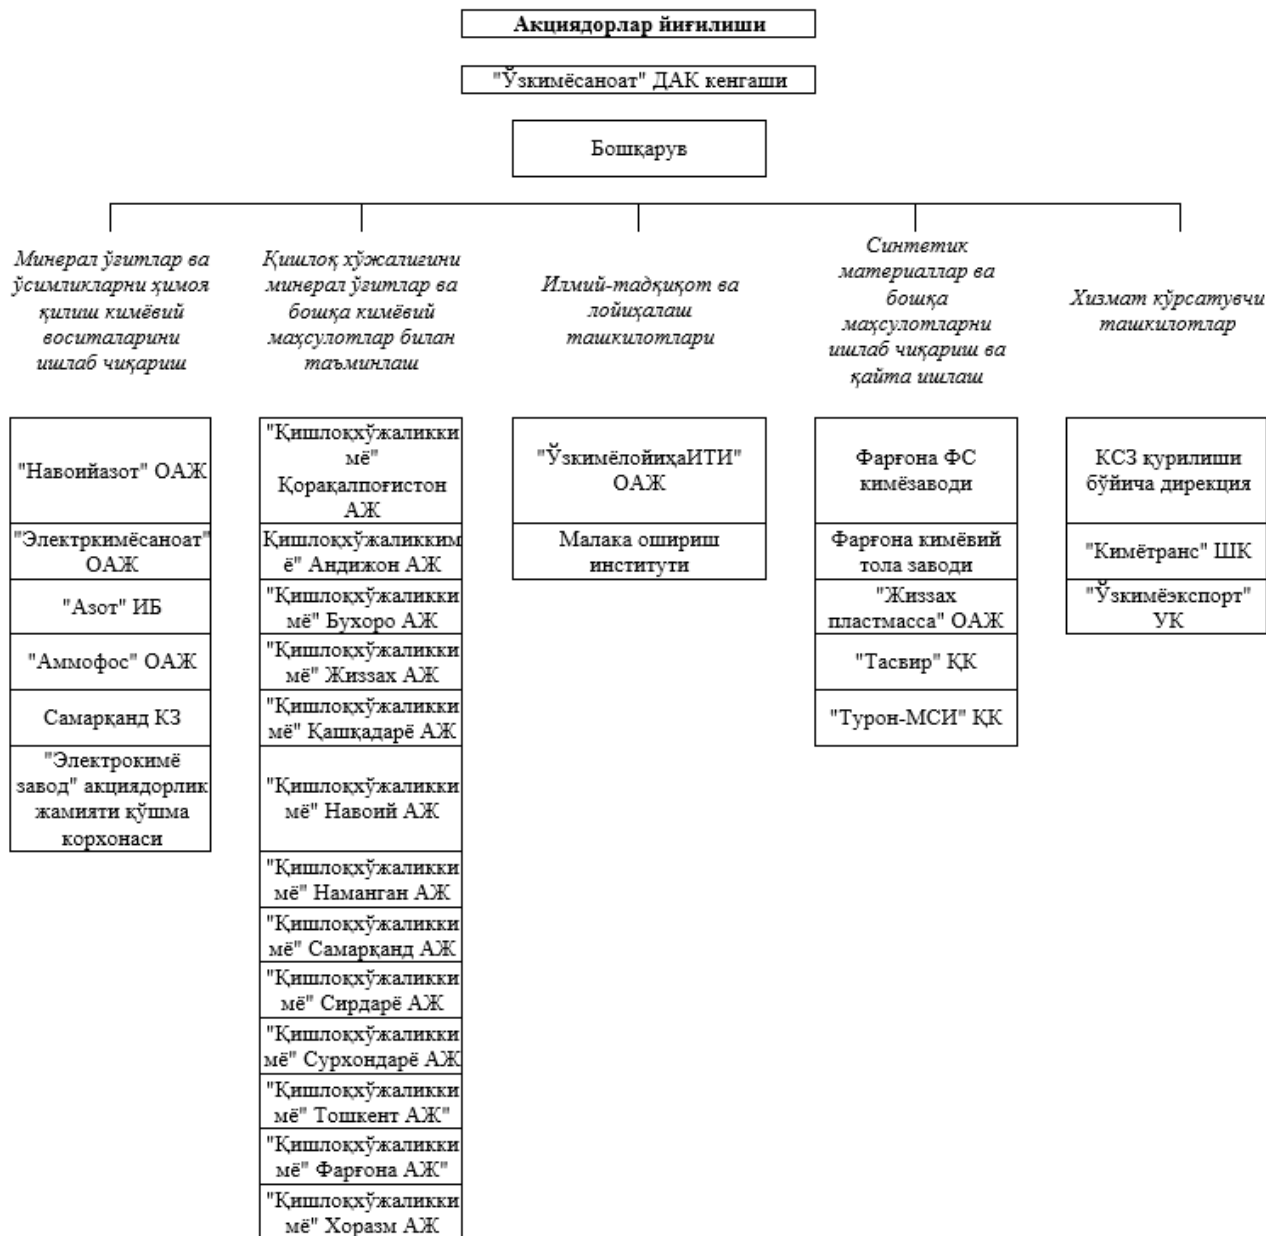 Акциядорлар йиғилиши
"Ўзкимёсаноат" ДАК кенгаши
Бошқарув
Минерал ўғитлар ва
ўсимликларни ҳимоя
қилиш кимёвий
воситаларини
ишлаб чиқариш
Қишлоқ хўжалигини
минерал ўғитлар ва
бошқа кимёвий
маҳсулотлар билан
таъминлаш
Илмий-тадқиқот ва
лойиҳалаш
ташкилотлари
Синтетик
материаллар ва
бошқа
маҳсулотларни
ишлаб чиқариш ва
қайта ишлаш
Хизмат кўрсатувчи
ташкилотлар
"Навоийазот" ОАЖ
"Электркимёсаноат"
ОАЖ
"Азот" ИБ
"Аммофос" ОАЖ
Самарқанд КЗ
"Электрокимё
завод" акциядорлик
жамияти қўшма
корхонаси
"Қишлоқхўжаликки
мё"
Қорақалпоғистон
АЖ
Қишлоқхўжаликким
ё" Андижон АЖ
"Қишлоқхўжаликки
мё" Бухоро АЖ
"Қишлоқхўжаликки
мё" Жиззах АЖ
"Қишлоқхўжаликки
мё" Қашқадарё АЖ
"Қишлоқхўжаликки
мё" Навоий АЖ
"Қишлоқхўжаликки
мё" Наманган АЖ
"Қишлоқхўжаликки
мё" Самарқанд АЖ
"Қишлоқхўжаликки
мё" Сирдарё АЖ
"Қишлоқхўжаликки
мё" Сурхондарё АЖ
"Қишлоқхўжаликки
мё" Тошкент АЖ"
"Қишлоқхўжаликки
мё" Фарғона АЖ"
"Қишлоқхўжаликки
мё" Хоразм АЖ
"ЎзкимёлойиҳаИТИ"
ОАЖ
Малака ошириш
институти
Фарғона ФС
кимёзаводи
Фарғона кимёвий
тола заводи
"Жиззах
пластмасса" ОАЖ
"Тасвир" ҚК
"Турон-МСИ" ҚК
КСЗ қурилиши
бўйича дирекция
"Кимётранс" ШК
"Ўзкимёэкспорт"
УК